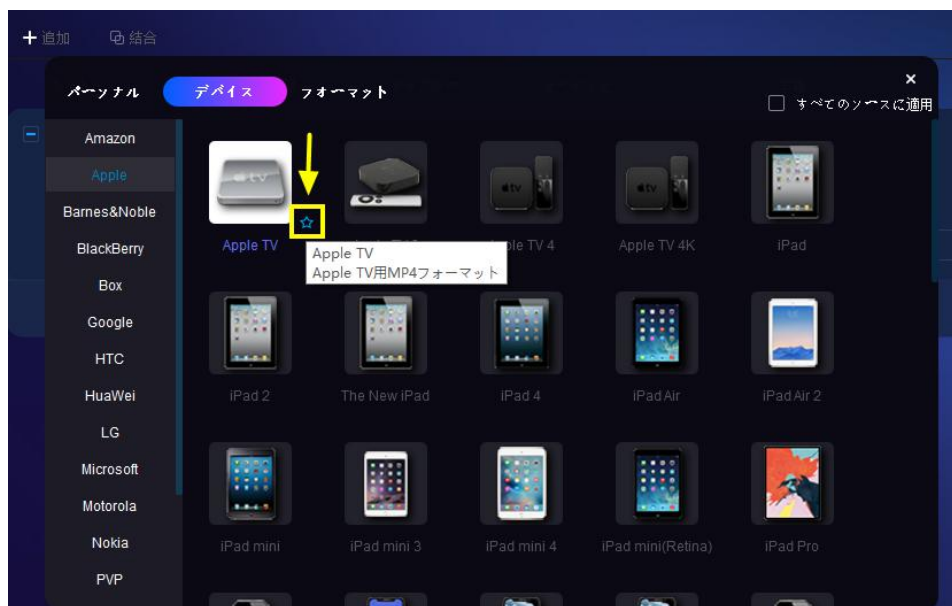 追加 結合
パーソナル デバイス フォーマット
すべてのソースに適用
Amazon
Apple
Barnes&Noble
BlackBerry
Box
Google
HTC
HuaWei
LG
Microsoft
Motorola
Nokia
PVP
tv
Apple TV
Apple TV
Apple TV用MP4フォーマット
tv
ple TV 4
tv
Apple TV 4K
iPad
iPad 2
The New iPad
iPad 4
iPad Air
iPad Air 2
iPad mini
iPad mini 3
iPad mini 4
iPad mini(Retina)
iPad Pro